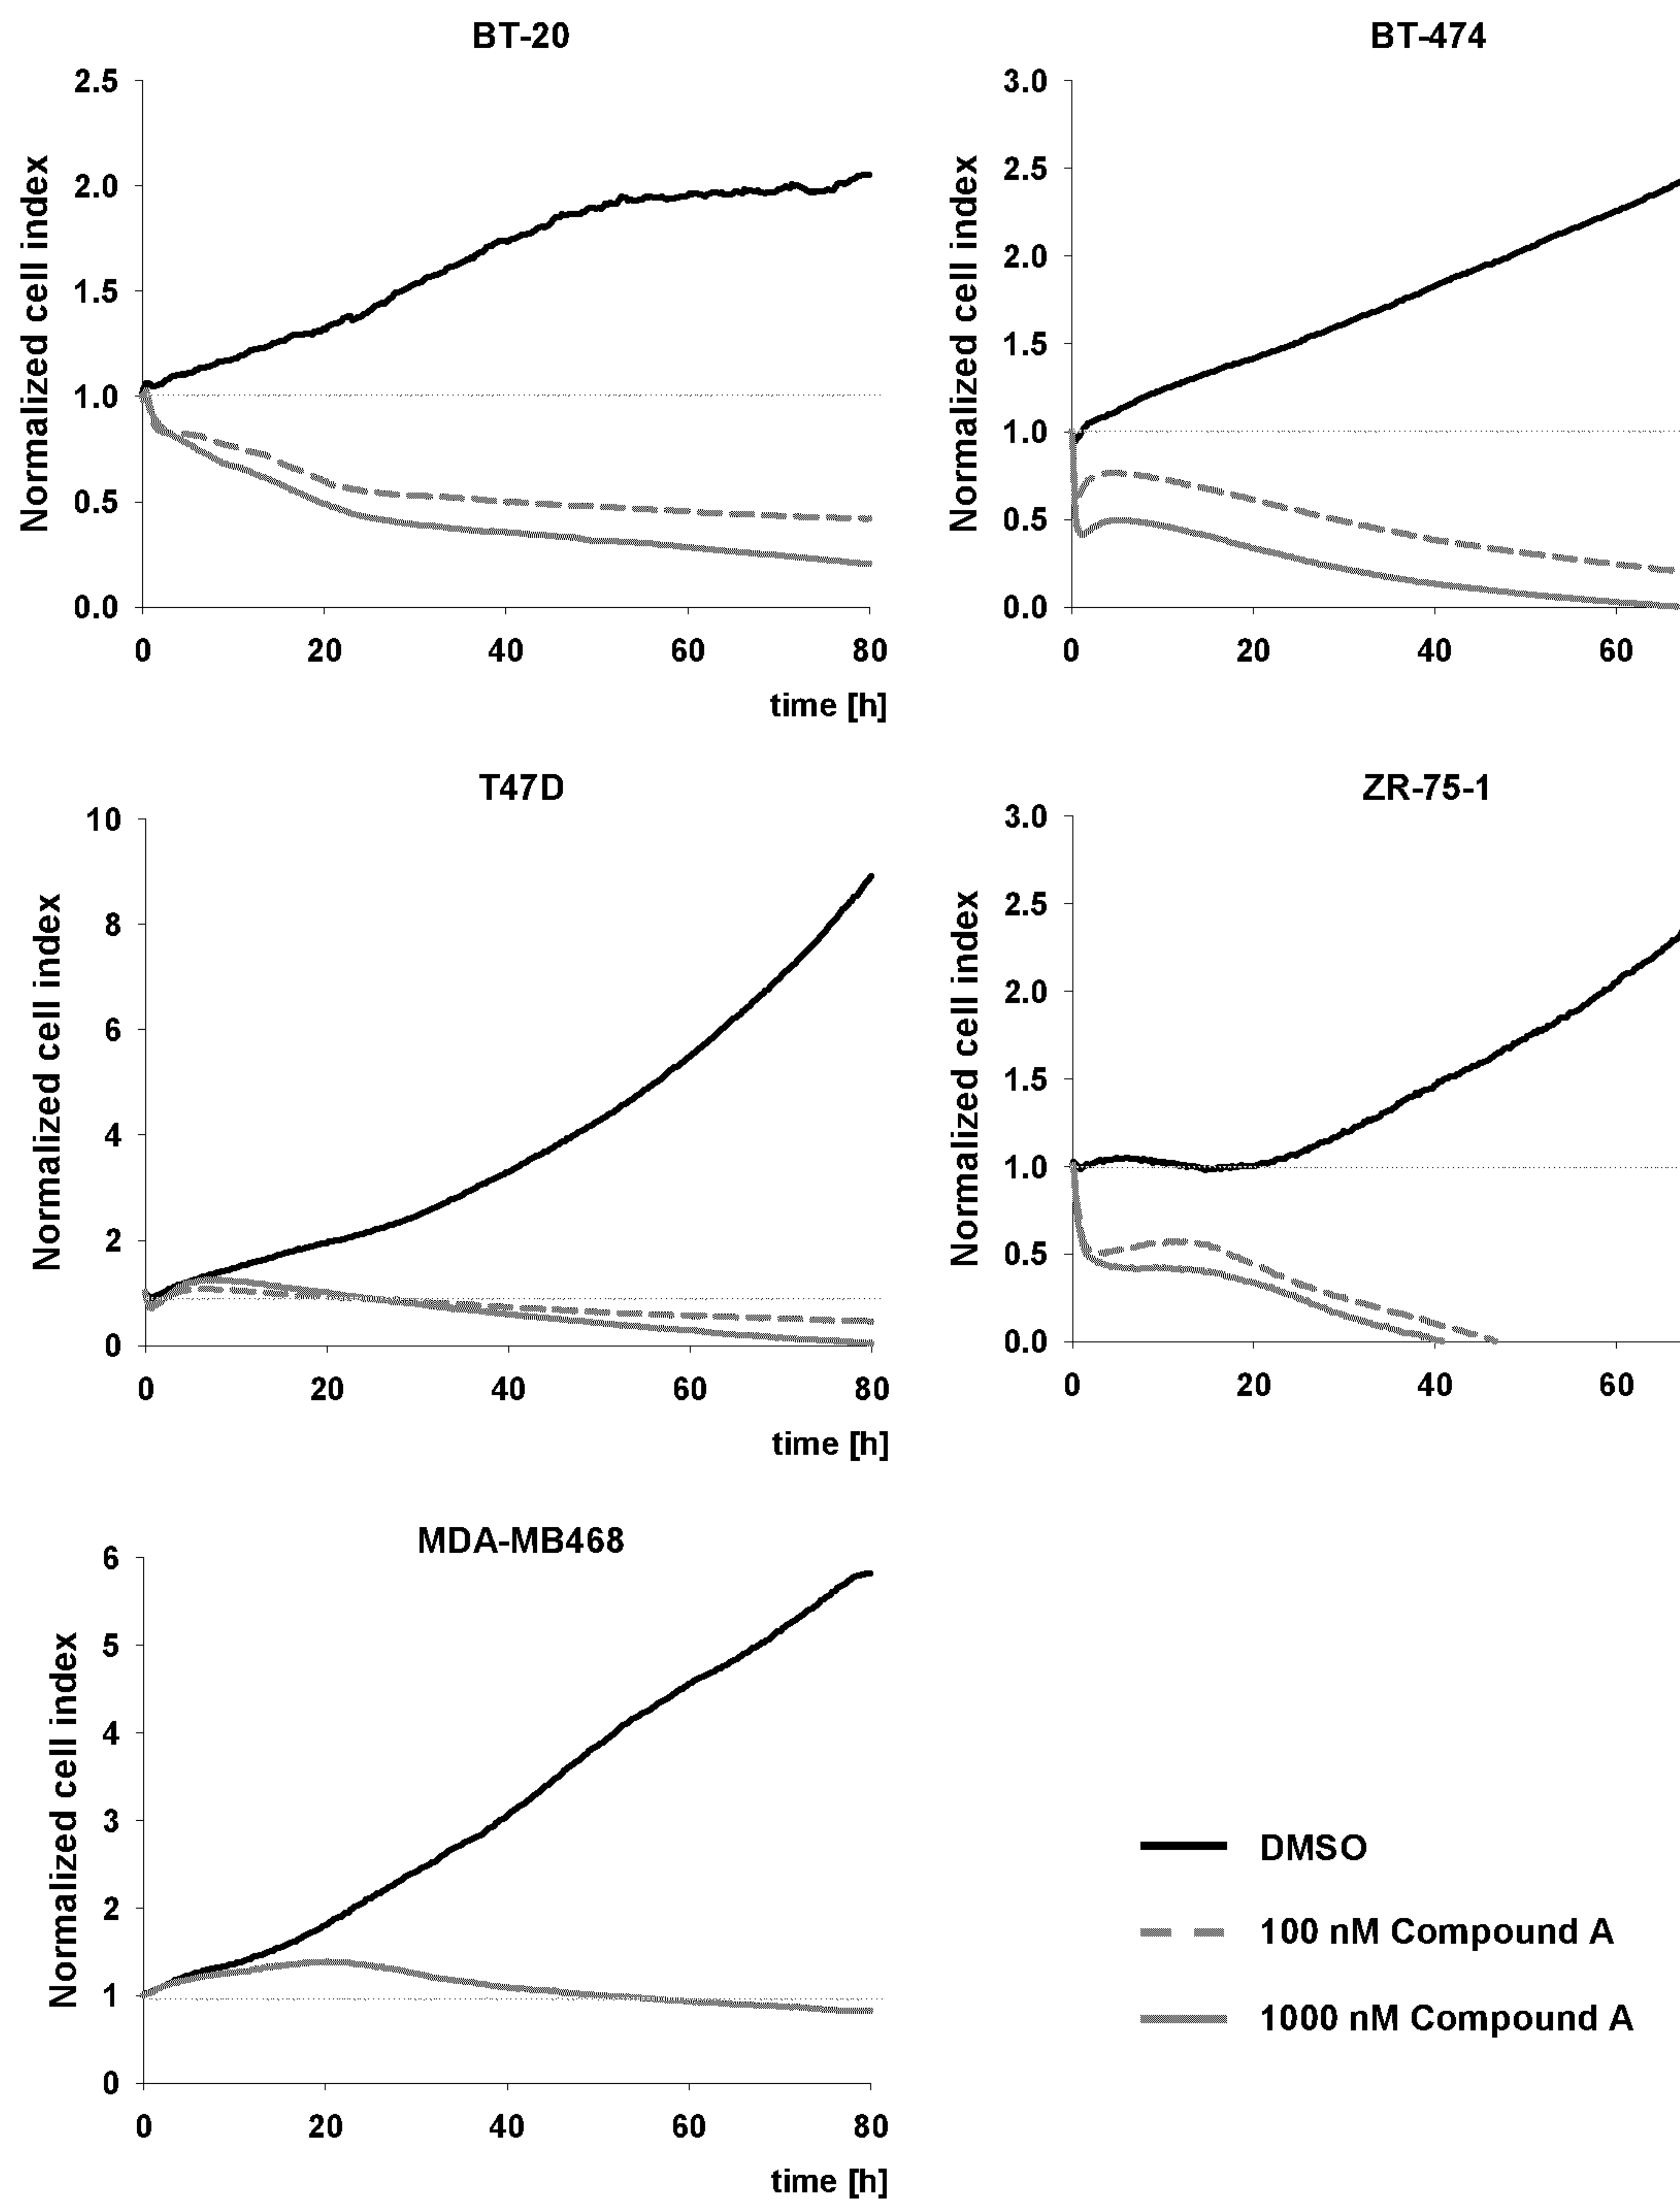 BT-20
Normalized cell index
2.5
2.0
1.5
1.0
0.5
0.0
0 20 40 60 80
time [h]
BT-474
Normalized cell index
3.0
2.5
2.0
1.5
1.0
0.5
0.0
0 20 40 60
T47D
Normalized cell index
10
8
6
4
2
0
0 20 40 60 80
time [h]
ZR-75-1
Normalized cell index
3.0
2.5
2.0
1.5
1.0
0.5
0.0
0 20 40 60
MDA-MB468
Normalized cell index
6
5
4
3
2
1
0
0 20 40 60 80
time [h]
DMSO
100 nM Compound A
1000 nM Compound A